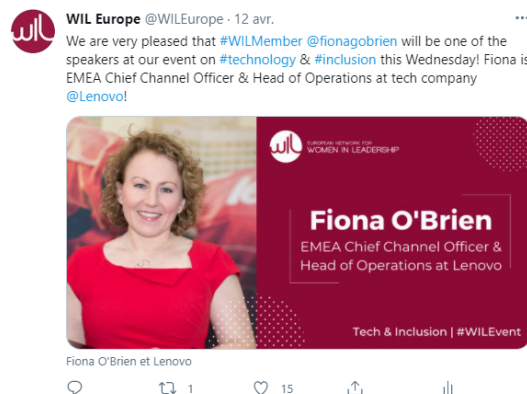 WIL Europe @WILEurope · 12 avr.
We are very pleased that #WILMember @fionagobrien will be one of the
speakers at our event on #technology & #inclusion this Wednesday! Fiona is
EMEA Chief Channel Officer & Head of Operations at tech company
@Lenovo!
wil
EUROPEAN NETWORK FOR
WOMEN IN LEADERSHIP
Fiona O'Brien
EMEA Chief Channel Officer &
Head of Operations at Lenovo
Tech & Inclusion | #WILEvent
Fiona O'Brien et Lenovo
1 15